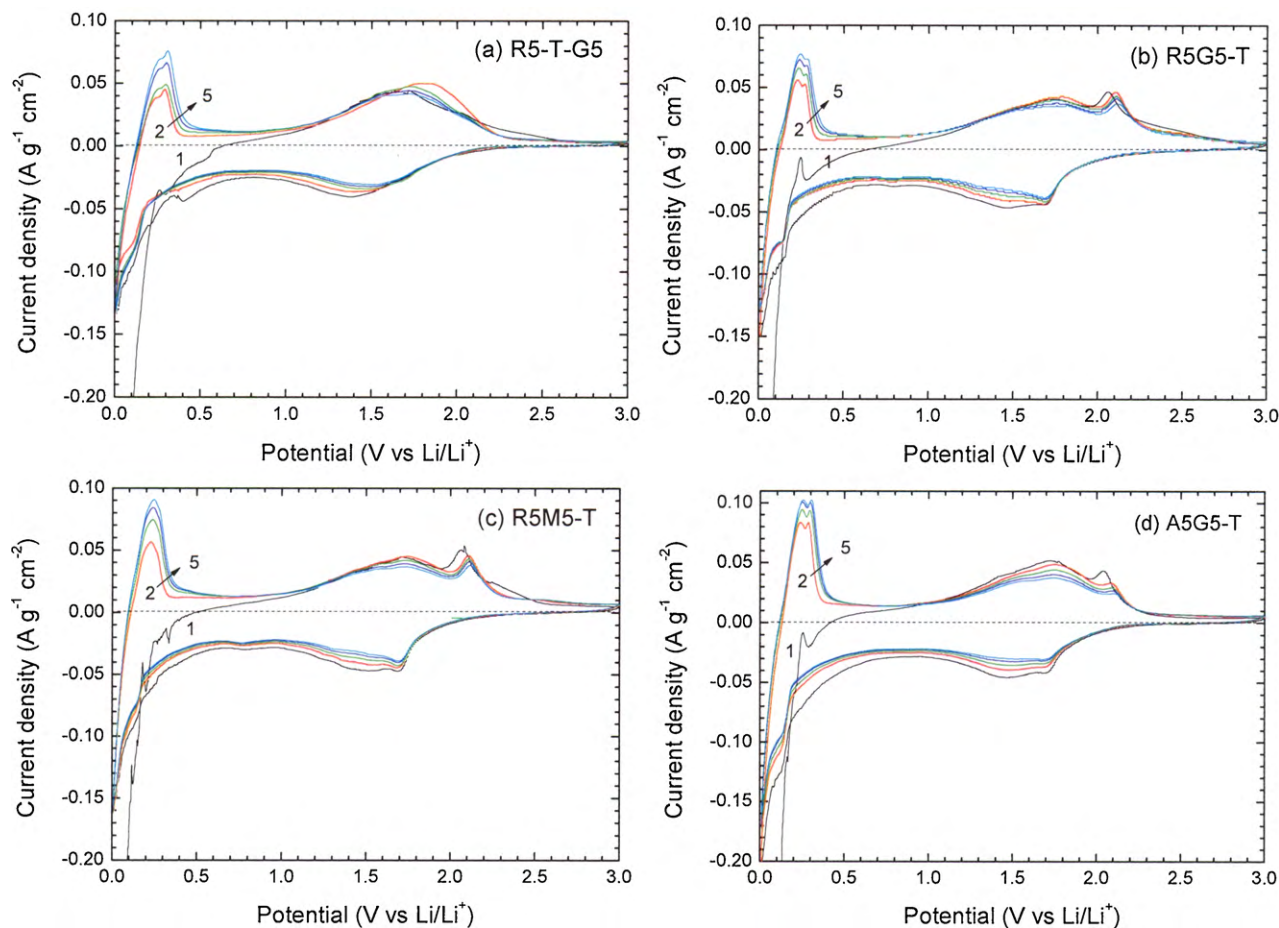 (a) R5-T-G5
Current density (A g⁻¹ cm⁻²)
0.10
0.05
0.00
-0.05
-0.10
-0.15
-0.20
5
2
1
0.0 0.5 1.0 1.5 2.0 2.5 3.0
Potential (V vs Li/Li⁺)
(b) R5G5-T
Current density (A g⁻¹ cm⁻²)
0.10
0.05
0.00
-0.05
-0.10
-0.15
-0.20
5
2
1
0.0 0.5 1.0 1.5 2.0 2.5 3.0
Potential (V vs Li/Li⁺)
(c) R5M5-T
Current density (A g⁻¹ cm⁻²)
0.10
0.05
0.00
-0.05
-0.10
-0.15
-0.20
5
2
1
0.0 0.5 1.0 1.5 2.0 2.5 3.0
Potential (V vs Li/Li⁺)
(d) A5G5-T
Current density (A g⁻¹ cm⁻²)
0.10
0.05
0.00
-0.05
-0.10
-0.15
-0.20
5
2
1
0.0 0.5 1.0 1.5 2.0 2.5 3.0
Potential (V vs Li/Li⁺)